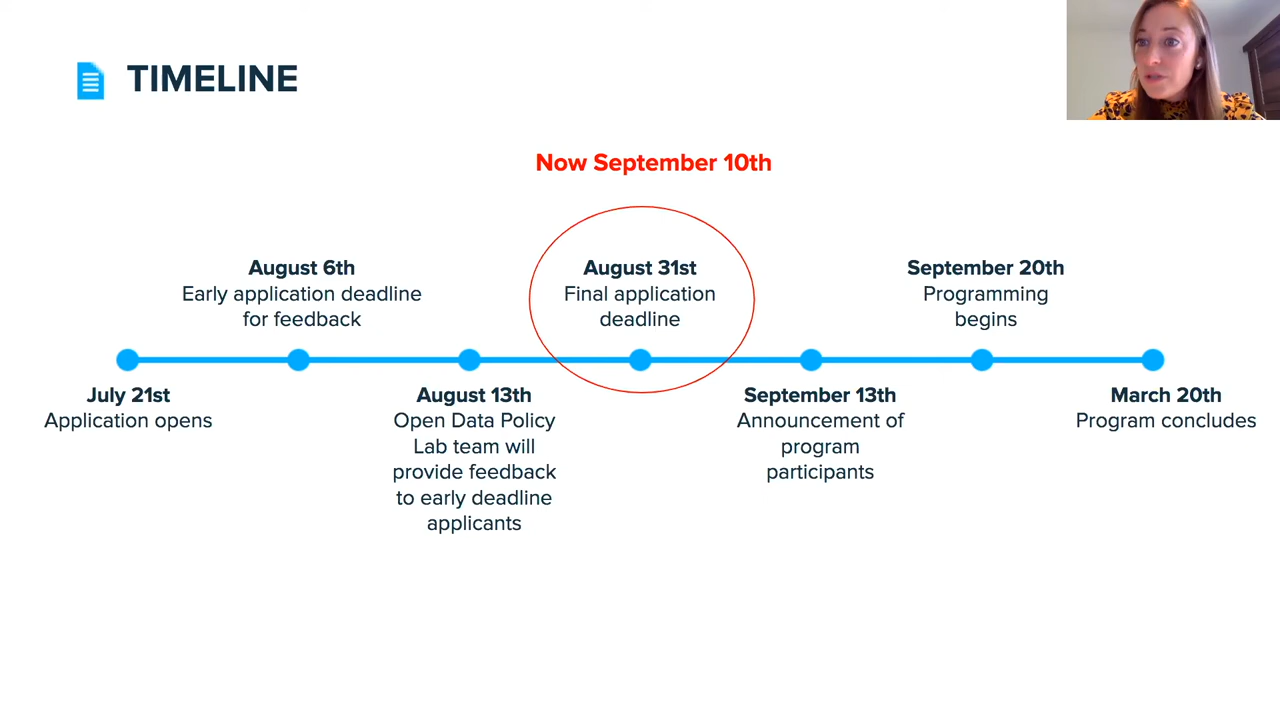 TIMELINE
Now September 10th
August 6th
Early application deadline
for feedback
August 31st
Final application
deadline
September 20th
Programming
begins
July 21st
Application opens
August 13th
Open Data Policy
Lab team will
provide feedback
to early deadline
applicants
September 13th
Announcement of
program
participants
March 20th
Program concludes